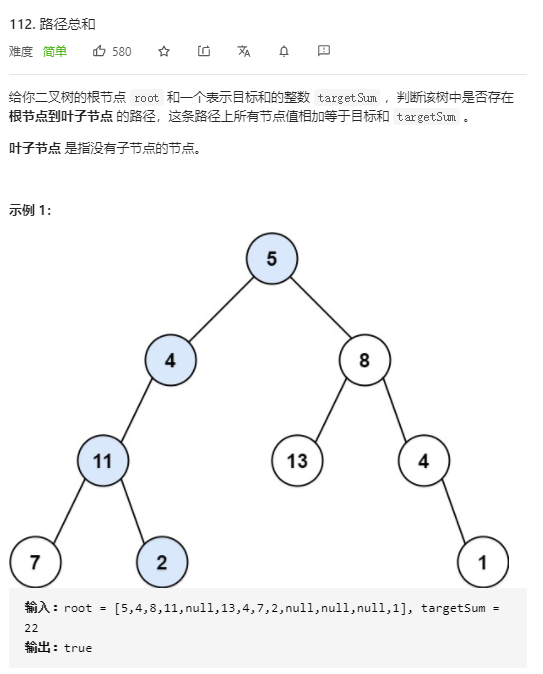 112. 路径总和
难度 简单 580
给你二叉树的根节点 root 和一个表示目标和的整数 targetSum ，判断该树中是否存在
根节点到叶子节点 的路径，这条路径上所有节点值相加等于目标和 targetSum 。
叶子节点 是指没有子节点的节点。
示例 1：
5
4 8
11 13 4
7 2 1
输入：root = [5,4,8,11,null,13,4,7,2,null,null,null,1], targetSum =
22
输出：true